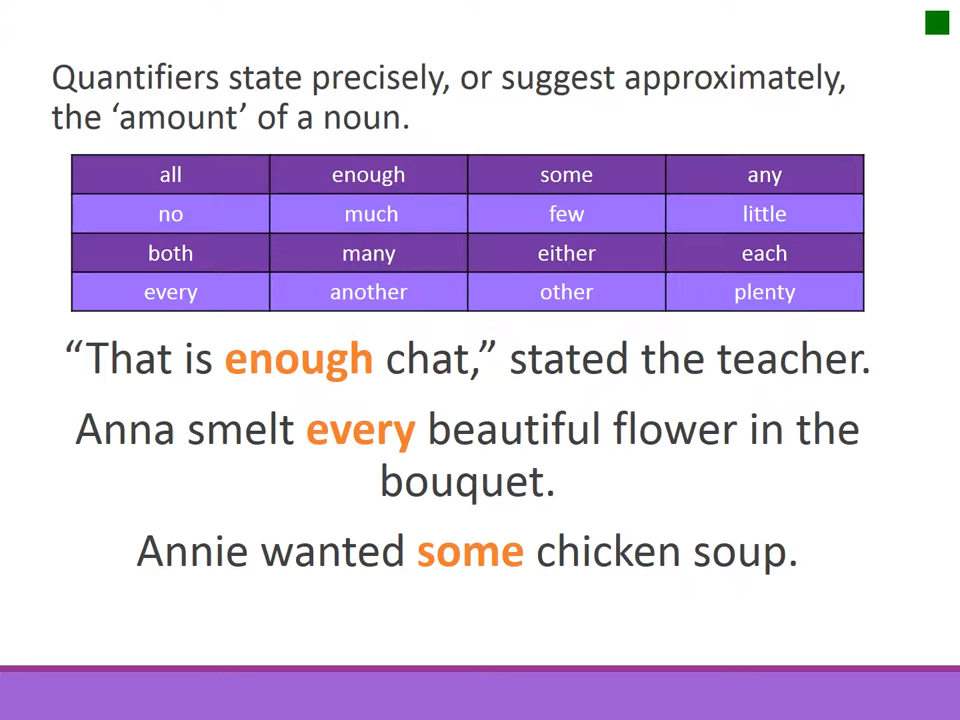 Quantifiers state precisely, or suggest approximately,
the ‘amount’ of a noun.
all enough some any
no much few little
both many either each
every another other plenty
“That is enough chat,” stated the teacher.
Anna smelt every beautiful flower in the
bouquet.
Annie wanted some chicken soup.